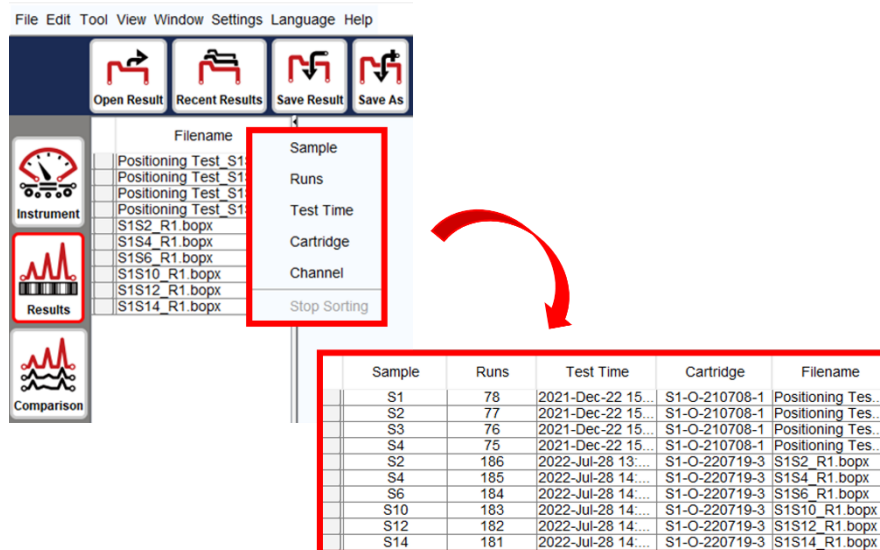 File Edit Tool View Window Settings Language Help
Open Result Recent Results Save Result Save As
Instrument
Results
Comparison
Filename
Positioning Test_S1
Positioning Test_S1
Positioning Test_S1
Positioning Test_S1
S1S2_R1.bopx
S1S4_R1.bopx
S1S6_R1.bopx
S1S10_R1.bopx
S1S12_R1.bopx
S1S14_R1.bopx
Sample
Runs
Test Time
Cartridge
Channel
Stop Sorting
Sample Runs Test Time Cartridge Filename
S1 78 2021-Dec-22 15... S1-O-210708-1 Positioning Tes...
S2 77 2021-Dec-22 15... S1-O-210708-1 Positioning Tes...
S3 76 2021-Dec-22 15... S1-O-210708-1 Positioning Tes...
S4 75 2021-Dec-22 15... S1-O-210708-1 Positioning Tes...
S2 186 2022-Jul-28 13:... S1-O-220719-3 S1S2_R1.bopx
S4 185 2022-Jul-28 14:... S1-O-220719-3 S1S4_R1.bopx
S6 184 2022-Jul-28 14:... S1-O-220719-3 S1S6_R1.bopx
S10 183 2022-Jul-28 14:... S1-O-220719-3 S1S10_R1.bopx
S12 182 2022-Jul-28 14:... S1-O-220719-3 S1S12_R1.bopx
S14 181 2022-Jul-28 14:... S1-O-220719-3 S1S14_R1.bopx